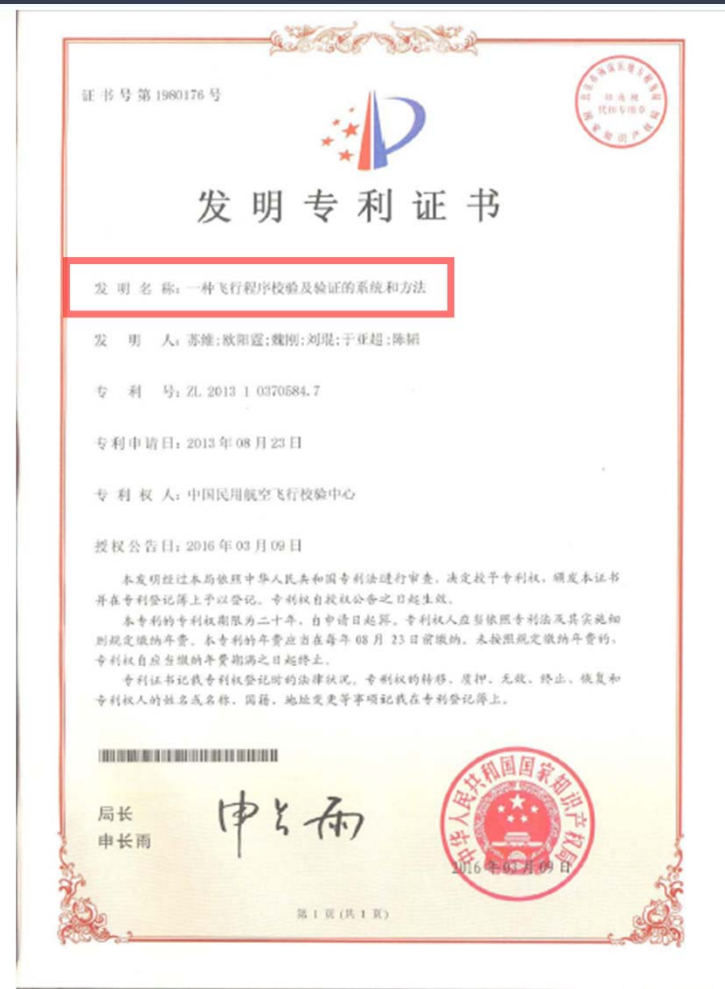 证书号第1980176号
发明专利证书
发明名称：一种飞行程序校验及验证的系统和方法
发明人：苏维;欧阳霆;魏刚;刘琨;于亚超;陈韬
专利号：ZL 2013 1 0370584.7
专利申请日：2013年08月23日
专利权人：中国民用航空飞行校验中心
授权公告日：2016年03月09日
本发明经过本局依照中华人民共和国专利法进行审查，决定授予专利权，颁发本证书
并在专利登记簿上予以登记。专利权自授权公告之日起生效。
本专利的专利权期限为二十年，自申请日起算。专利权人应当依照专利法及其实施细
则规定缴纳年费。本专利的年费应当在每年08月23日前缴纳。未按照规定缴纳年费的，
专利权自应当缴纳年费期满之日起终止。
专利证书记载专利权登记时的法律状况。专利权的转移、质押、无效、终止、恢复和
专利权人的姓名或名称、国籍、地址变更等事项记载在专利登记簿上。
局长
申长雨
申长雨
中华人民共和国国家知识产权局
2016年03月09日
第1页(共1页)